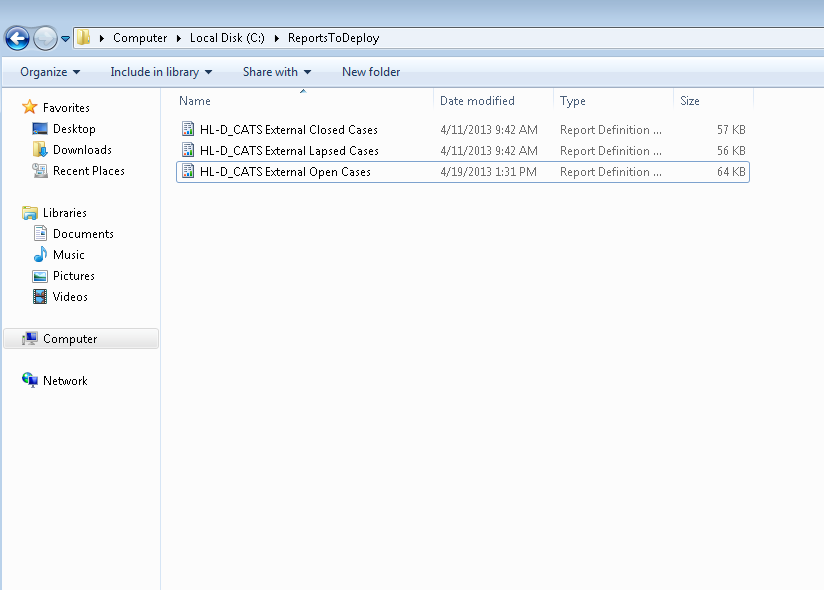 Computer Local Disk (C:) ReportsToDeploy
Organize Include in library Share with New folder
Favorites
Desktop
Downloads
Recent Places
Libraries
Documents
Music
Pictures
Videos
Computer
Network
Name Date modified Type Size
HL-D_CATS External Closed Cases 4/11/2013 9:42 AM Report Definition ... 57 KB
HL-D_CATS External Lapsed Cases 4/11/2013 9:42 AM Report Definition ... 56 KB
HL-D_CATS External Open Cases 4/19/2013 1:31 PM Report Definition ... 64 KB